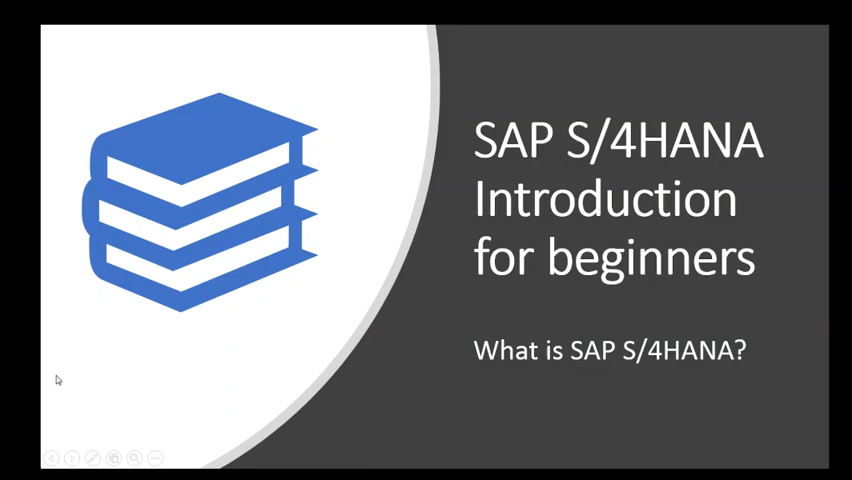 SAP S/4HANA
Introduction
for beginners
What is SAP S/4HANA?